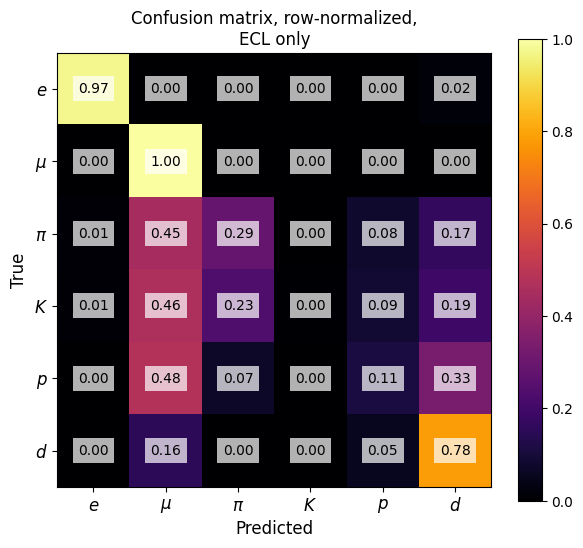 Confusion matrix, row-normalized,
ECL only
True
e 0.97 0.00 0.00 0.00 0.00 0.02
μ 0.00 1.00 0.00 0.00 0.00 0.00
π 0.01 0.45 0.29 0.00 0.08 0.17
K 0.01 0.46 0.23 0.00 0.09 0.19
p 0.00 0.48 0.07 0.00 0.11 0.33
d 0.00 0.16 0.00 0.00 0.05 0.78
e μ π K p d
Predicted
1.0
0.8
0.6
0.4
0.2
0.0